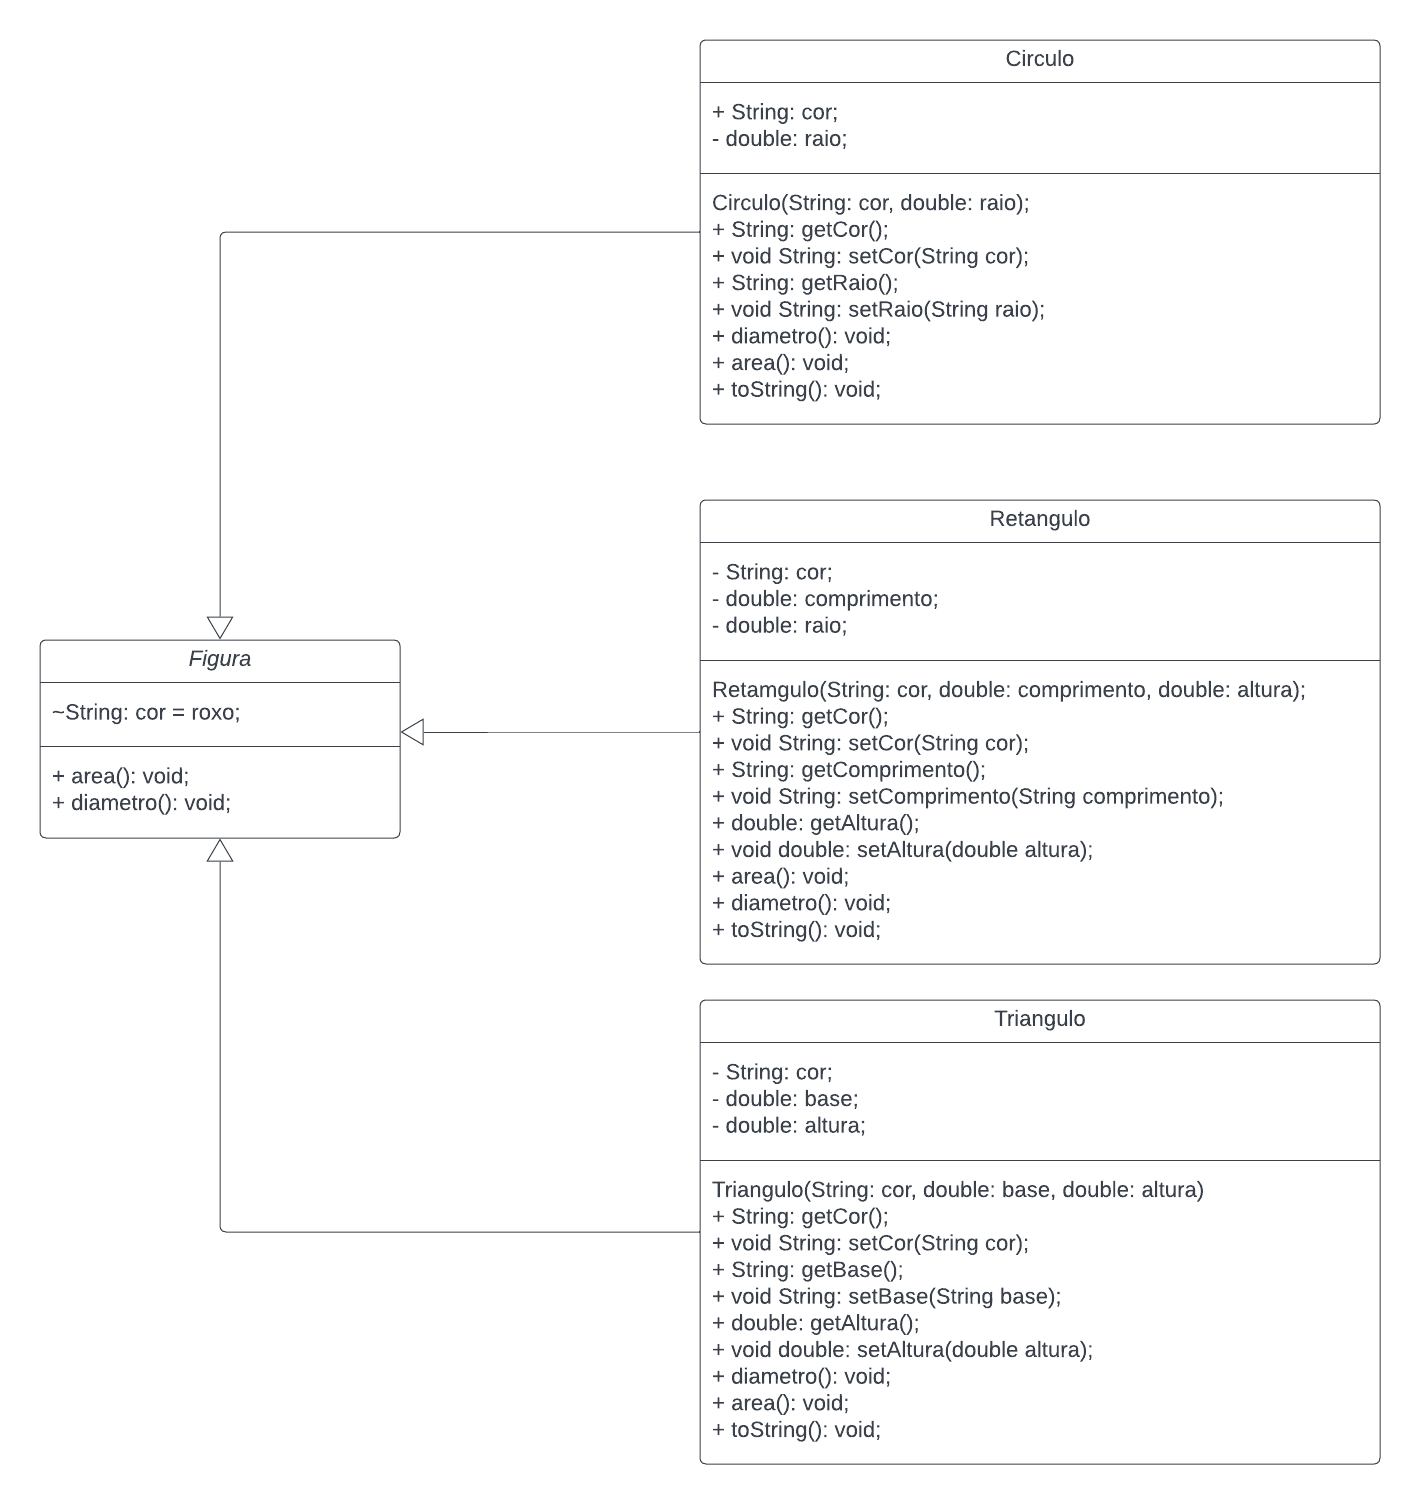 Circulo
+ String: cor;
- double: raio;
Circulo(String: cor, double: raio);
+ String: getCor();
+ void String: setCor(String cor);
+ String: getRaio();
+ void String: setRaio(String raio);
+ diametro(): void;
+ area(): void;
+ toString(): void;
Retangulo
- String: cor;
- double: comprimento;
- double: raio;
Retamgulo(String: cor, double: comprimento, double: altura);
+ String: getCor();
+ void String: setCor(String cor);
+ String: getComprimento();
+ void String: setComprimento(String comprimento);
+ double: getAltura();
+ void double: setAltura(double altura);
+ area(): void;
+ diametro(): void;
+ toString(): void;
Figura
~String: cor = roxo;
+ area(): void;
+ diametro(): void;
Triangulo
- String: cor;
- double: base;
- double: altura;
Triangulo(String: cor, double: base, double: altura)
+ String: getCor();
+ void String: setCor(String cor);
+ String: getBase();
+ void String: setBase(String base);
+ double: getAltura();
+ void double: setAltura(double altura);
+ diametro(): void;
+ area(): void;
+ toString(): void;